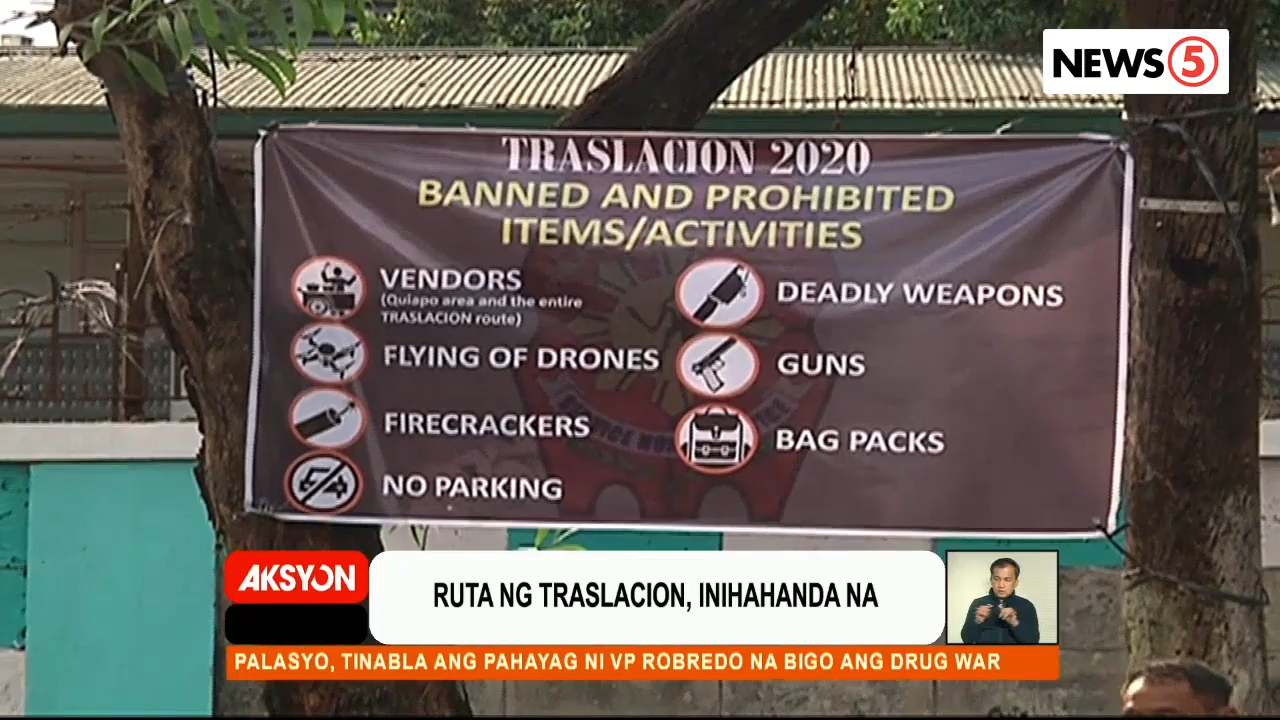 NEWS 5
TRASLACION 2020
BANNED AND PROHIBITED
ITEMS/ACTIVITIES
VENDORS
(Quiapo area and the entire
TRASLACION route)
FLYING OF DRONES
FIRECRACKERS
NO PARKING
DEADLY WEAPONS
GUNS
BAG PACKS
AKSYON
RUTA NG TRASLACION, INIHAHANDA NA
PALASYO, TINABLA ANG PAHAYAG NI VP ROBREDO NA BIGO ANG DRUG WAR